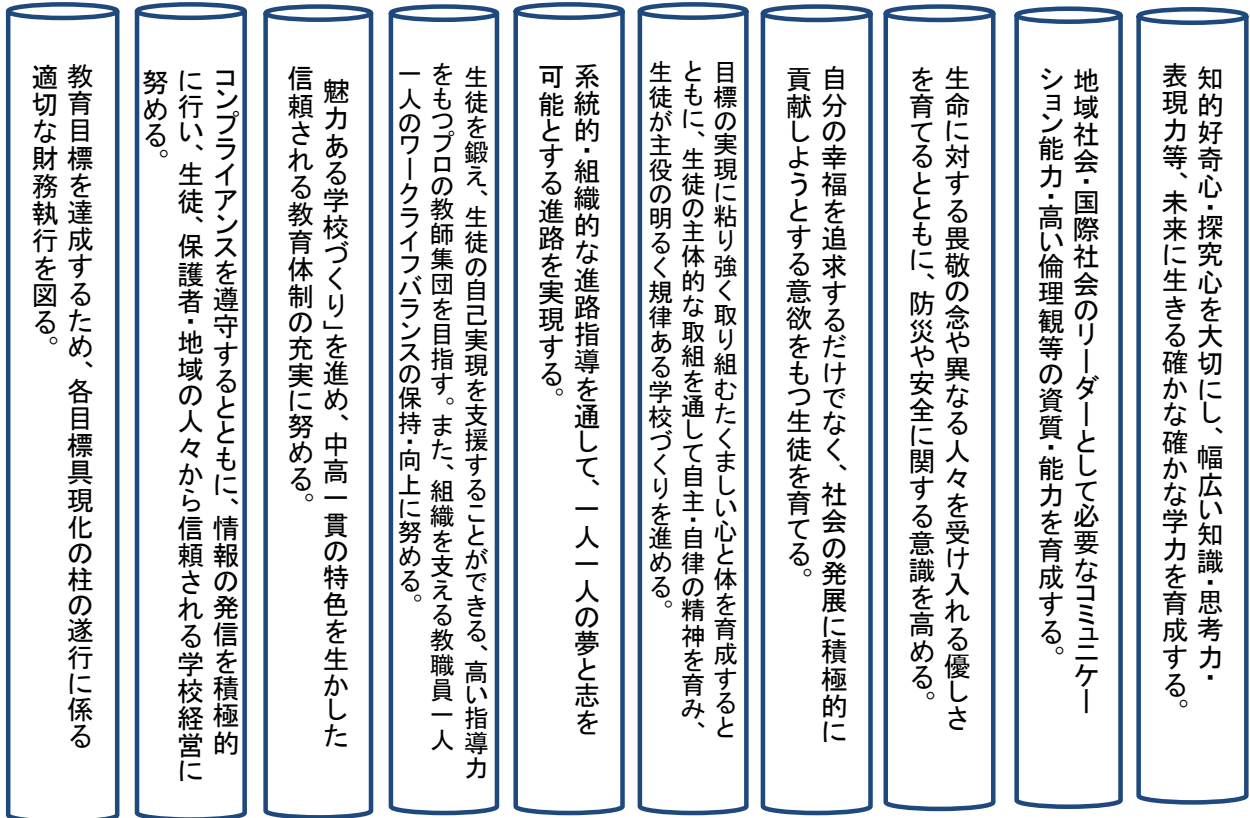 知的好奇心・探究心を大切にし、幅広い知識・思考力・
表現力等、未来に生きる確かな確かな学力を育成する。
地域社会・国際社会のリーダーとして必要なコミュニケー
ション能力・高い倫理観等の資質・能力を育成する。
生命に対する畏敬の念や異なる人々を受け入れる優しさ
を育てるとともに、防災や安全に関する意識を高める。
自分の幸福を追求するだけでなく、社会の発展に積極的に
貢献しようとする意欲をもつ生徒を育てる。
目標の実現に粘り強く取り組むたくましい心と体を育成すると
ともに、生徒の主体的な取組を通して自主・自律の精神を育み、
生徒が主役の明るく規律ある学校づくりを進める。
系統的・組織的な進路指導を通して、一人一人の夢と志を
可能とする進路を実現する。
生徒を鍛え、生徒の自己実現を支援することができる、高い指導力
をもつプロの教師集団を目指す。また、組織を支える教職員一人
一人のワークライフバランスの保持・向上に努める。
魅力ある学校づくり」を進め、中高一貫の特色を生かした
信頼される教育体制の充実に努める。
コンプライアンスを遵守するとともに、情報の発信を積極的
に行い、生徒、保護者・地域の人々から信頼される学校経営に
努める。
教育目標を達成するため、各目標具現化の柱の遂行に係る
適切な財務執行を図る。